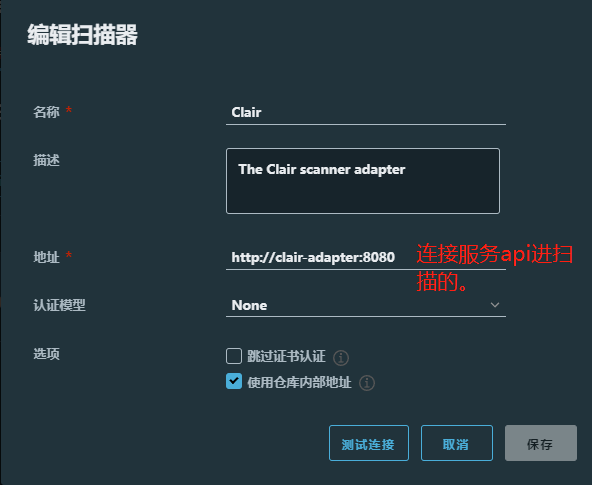 编辑扫描器
名称 *
Clair
描述
The Clair scanner adapter
地址 *
http://clair-adapter:8080
连接服务api进扫
描的。
认证模型
None
选项
跳过证书认证
使用仓库内部地址
测试连接
取消
保存